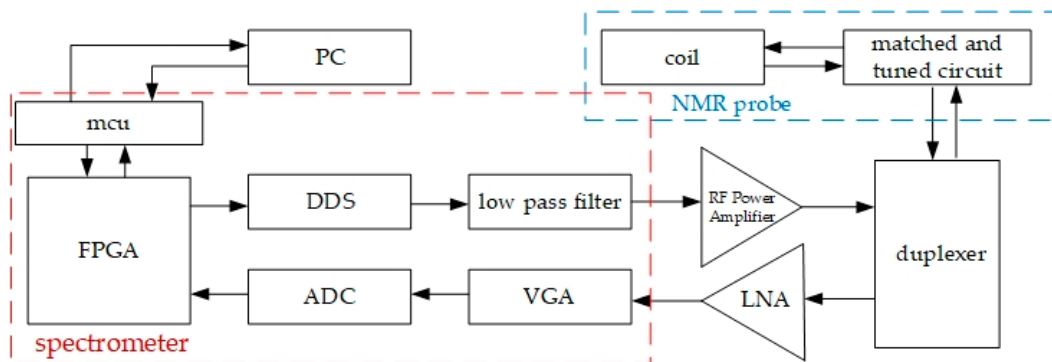 PC
coil
matched and
tuned circuit
NMR probe
mcu
FPGA
DDS
low pass filter
RF Power
Amplifier
duplexer
ADC
VGA
LNA
spectrometer